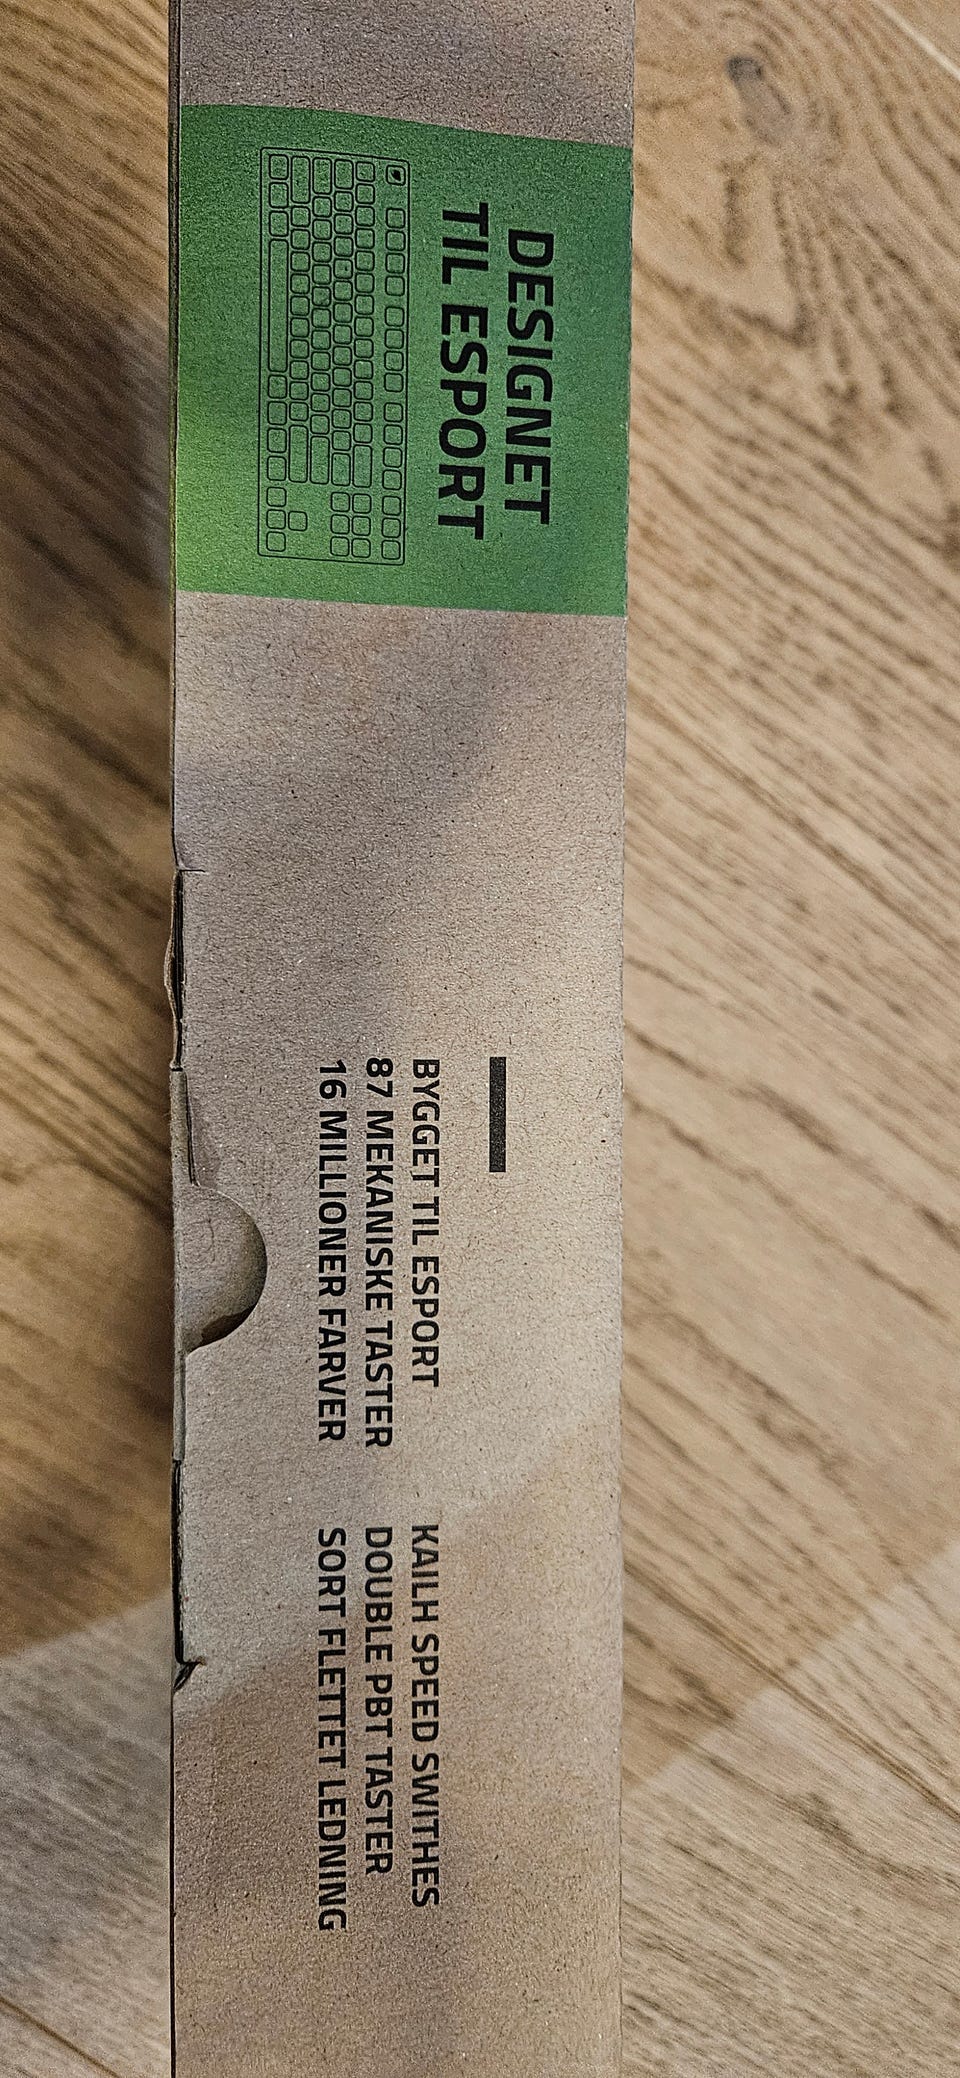 DESIGNET
TIL ESPORT
BYGGET TIL ESPORT
87 MEKANISKE TASTER
16 MILLIONER FARVER
KAILH SPEED SWITHES
DOUBLE PBT TASTER
SORT FLETTET LEDNING